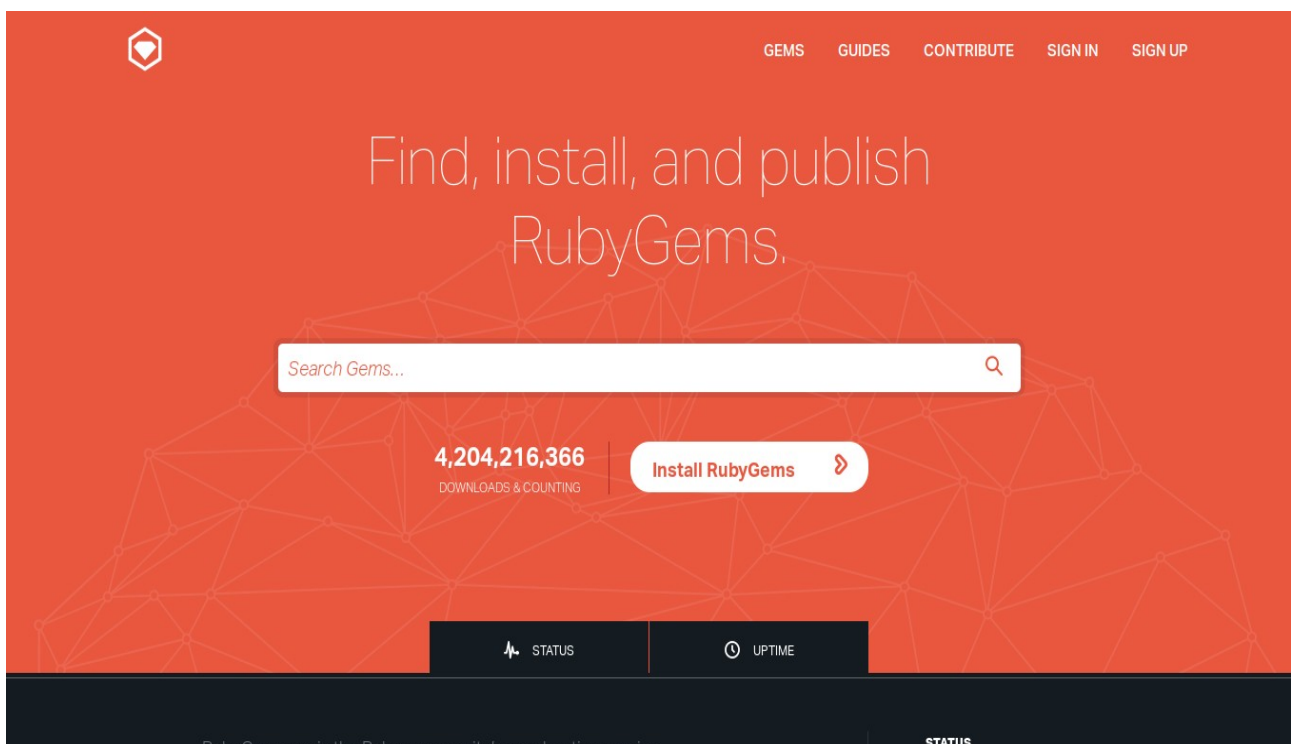 GEMS GUIDES CONTRIBUTE SIGN IN SIGN UP
Find, install, and publish
RubyGems.
Search Gems...
4,204,216,366
DOWNLOADS & COUNTING
Install RubyGems
STATUS
UPTIME
STATUS